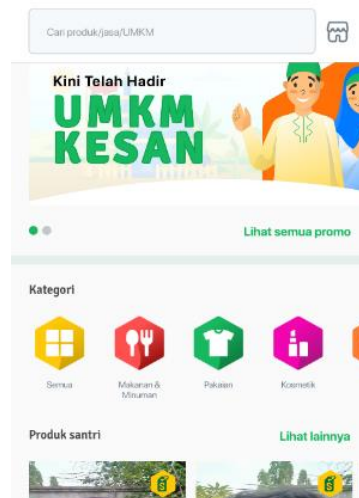 Cari produk/jasa/UMKM
Kini Telah Hadir
UMKM
KESAN
Lihat semua promo
Kategori
Semua
Makanan &
Minuman
Pakaian
Kosmetik
Produk santri
Lihat lainnya